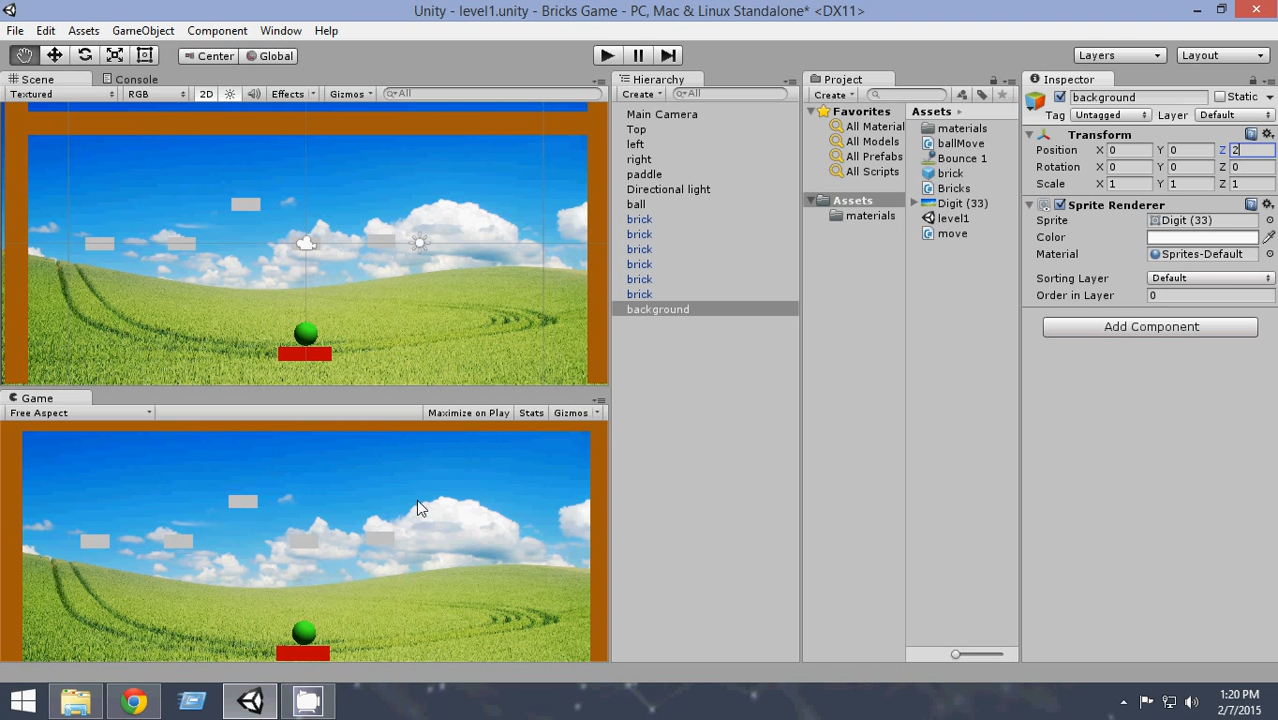 Unity - level1.unity - Bricks Game - PC, Mac & Linux Standalone* <DX11>
File Edit Assets GameObject Component Window Help
Center Global Layers Layout
Scene Console
Textured RGB 2D Effects Gizmos All
Hierarchy
Create All
Main Camera
Top
left
right
paddle
Directional light
ball
brick
brick
brick
brick
brick
brick
background
Project
Create
Favorites
All Material
All Models
All Prefabs
All Scripts
Assets
materials
Assets
materials
ballMove
Bounce 1
brick
Bricks
Digit (33)
level1
move
Inspector
background Static
Tag Untagged Layer Default
Transform
Position X 0 Y 0 Z 2
Rotation X 0 Y 0 Z 0
Scale X 1 Y 1 Z 1
Sprite Renderer
Sprite Digit (33)
Color
Material Sprites-Default
Sorting Layer Default
Order in Layer 0
Add Component
Game
Free Aspect Maximize on Play Stats Gizmos
1:20 PM
2/7/2015